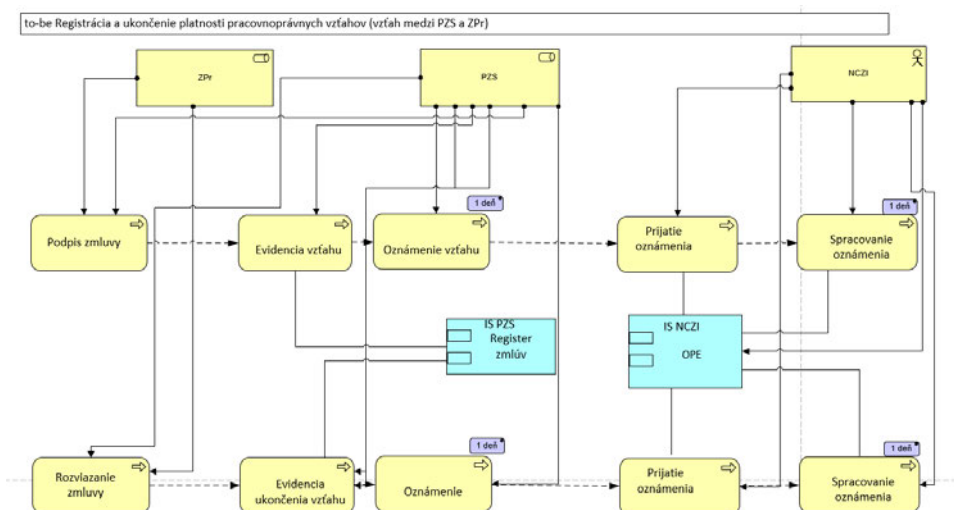 to-be Registrácia a ukončenie platnosti pracovnoprávnych vzťahov (vzťah medzi PZS a ZPr)
ZPr
PZS
NCZI
1 deň
1 deň
Podpis zmluvy
Evidencia vzťahu
Oznámenie vzťahu
Prijatie
oznámenia
Spracovanie
oznámenia
IS PZS
Register
zmlúv
IS NCZI
OPE
1 deň
1 deň
Rozviazanie
zmluvy
Evidencia
ukončenia vzťahu
Oznámenie
Prijatie
oznámenia
Spracovanie
oznámenia